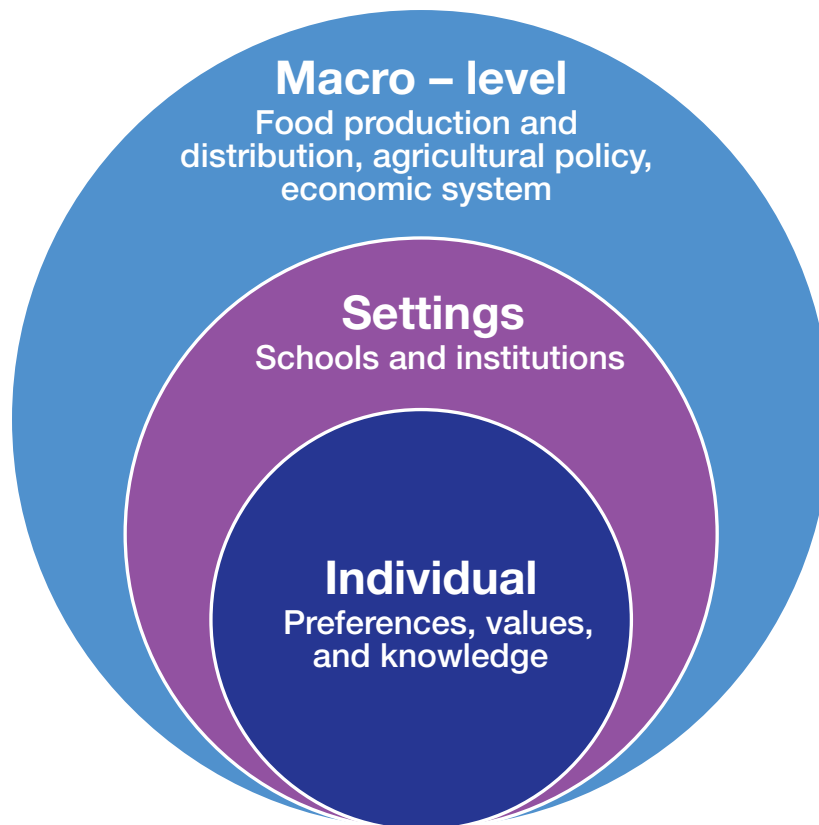 Macro – level
Food production and
distribution, agricultural policy,
economic system
Settings
Schools and institutions
Individual
Preferences, values,
and knowledge